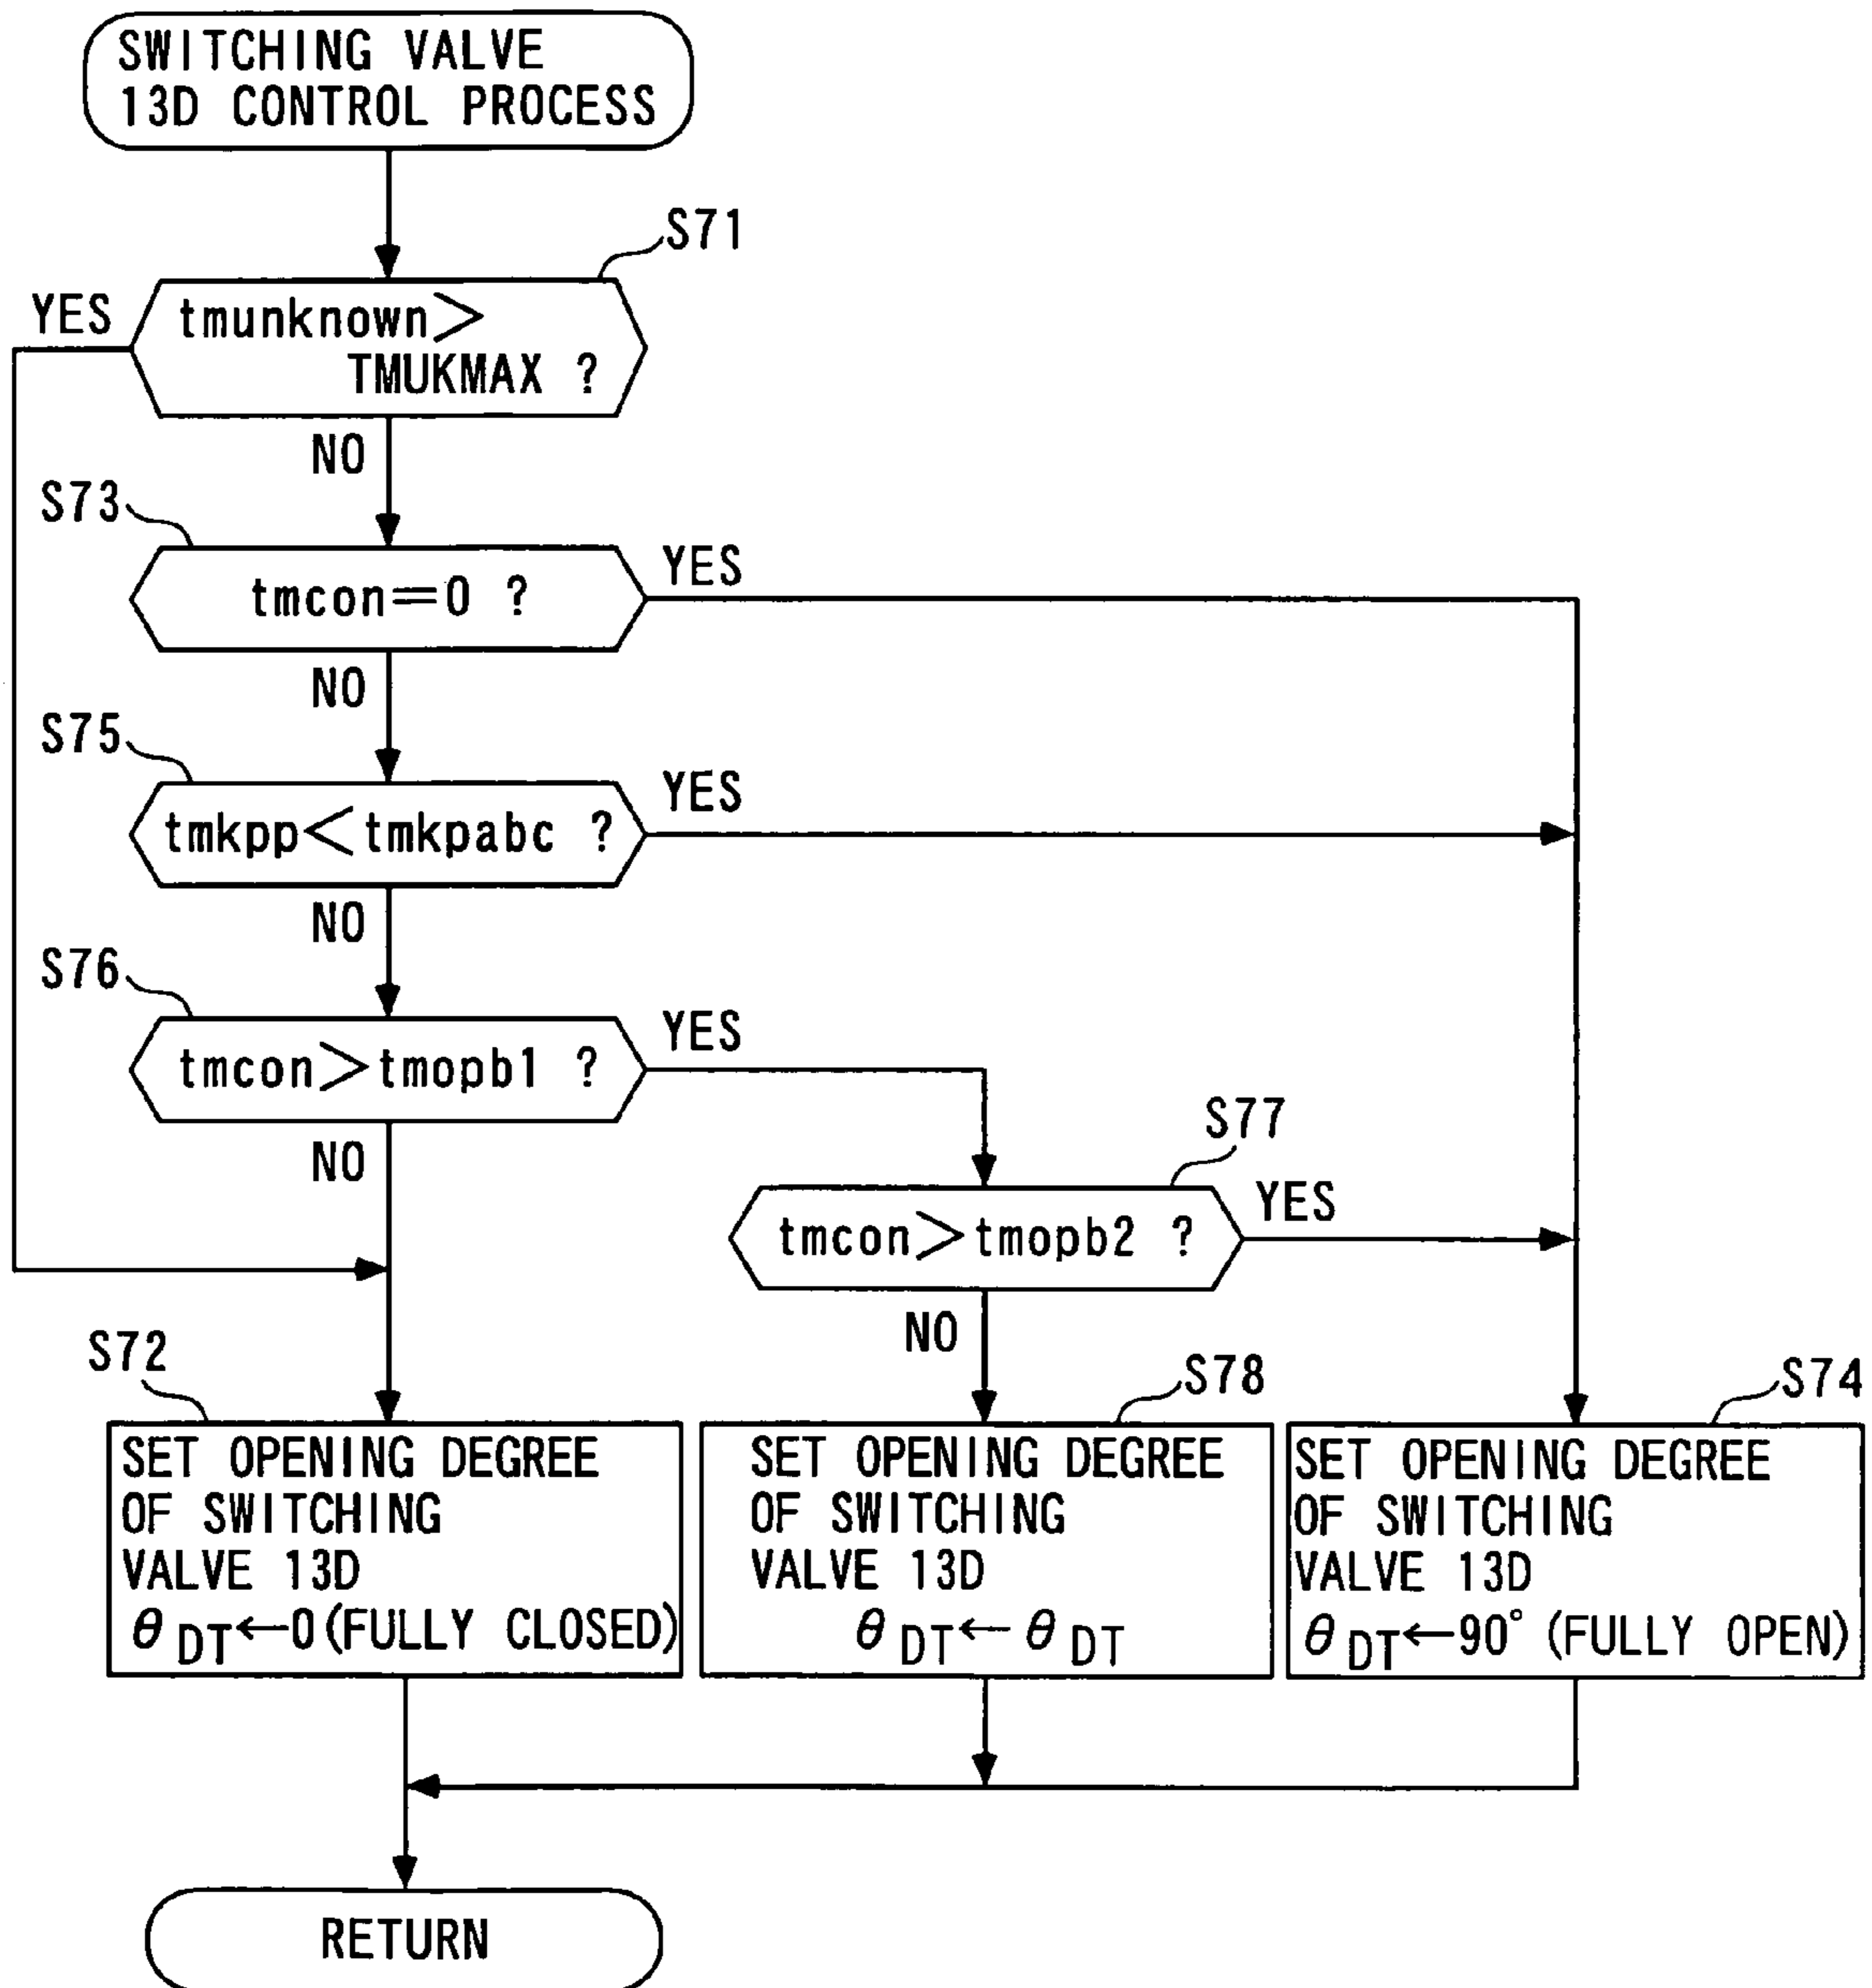 SWITCHING VALVE
13D CONTROL PROCESS
S71
YES
tmunknown>
TMUKMAX ?
NO
S73
YES
tmcon=0 ?
NO
S75
YES
tmkpp<tmkpabc ?
NO
S76
YES
tmcon>tmopb1 ?
NO
S77
YES
tmcon>tmopb2 ?
NO
S72
SET OPENING DEGREE
OF SWITCHING
VALVE 13D
θDT←0(FULLY CLOSED)
S78
SET OPENING DEGREE
OF SWITCHING
VALVE 13D
θDT←θDT
S74
SET OPENING DEGREE
OF SWITCHING
VALVE 13D
θDT←90°(FULLY OPEN)
RETURN